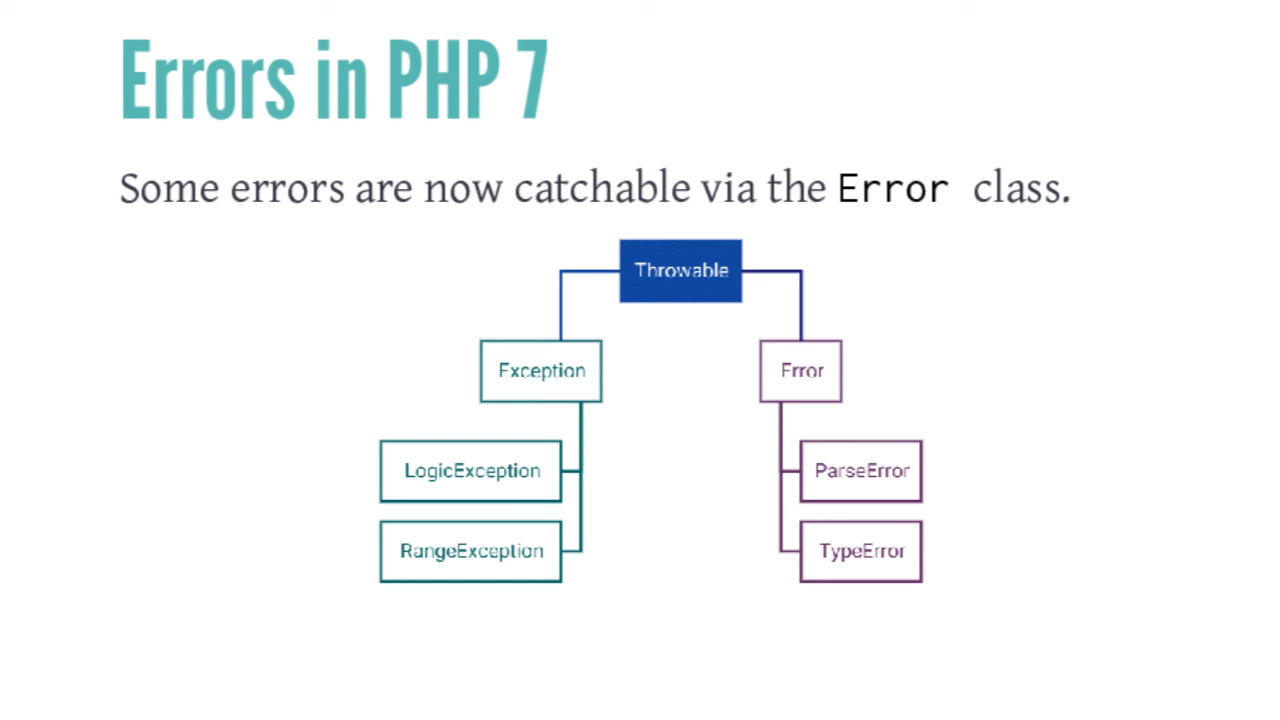 Errors in PHP 7
Some errors are now catchable via the Error class.
Throwable
Exception
Error
LogicException
ParseError
RangeException
TypeError